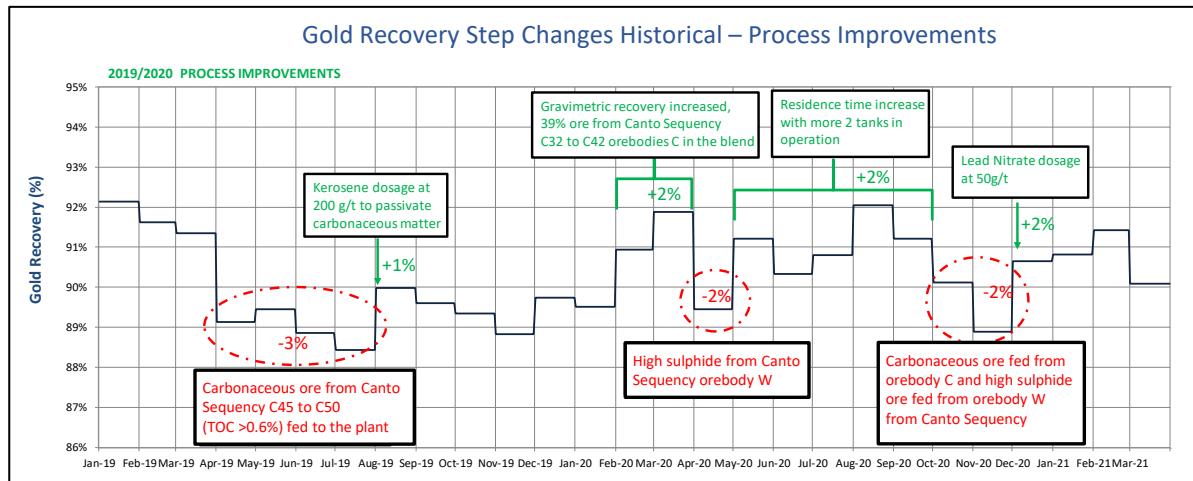 Gold Recovery Step Changes Historical – Process Improvements
2019/2020 PROCESS IMPROVEMENTS
Gold Recovery (%)
95%
94%
93%
92%
91%
90%
89%
88%
87%
86%
Kerosene dosage at
200 g/t to passivate
carbonaceous matter
+1%
Gravimetric recovery increased,
39% ore from Canto Sequency
C32 to C42 orebodies C in the blend
+2%
Residence time increase
with more 2 tanks in
operation
+2%
Lead Nitrate dosage
at 50g/t
+2%
-3%
Carbonaceous ore from Canto
Sequency C45 to C50
(TOC >0.6%) fed to the plant
-2%
High sulphide from Canto
Sequency orebody W
-2%
Carbonaceous ore fed from
orebody C and high sulphide
ore fed from orebody W
from Canto Sequency
Jan-19 Feb-19 Mar-19 Apr-19 May-19 Jun-19 Jul-19 Aug-19 Sep-19 Oct-19 Nov-19 Dec-19 Jan-20 Feb-20 Mar-20 Apr-20 May-20 Jun-20 Jul-20 Aug-20 Sep-20 Oct-20 Nov-20 Dec-20 Jan-21 Feb-21 Mar-21